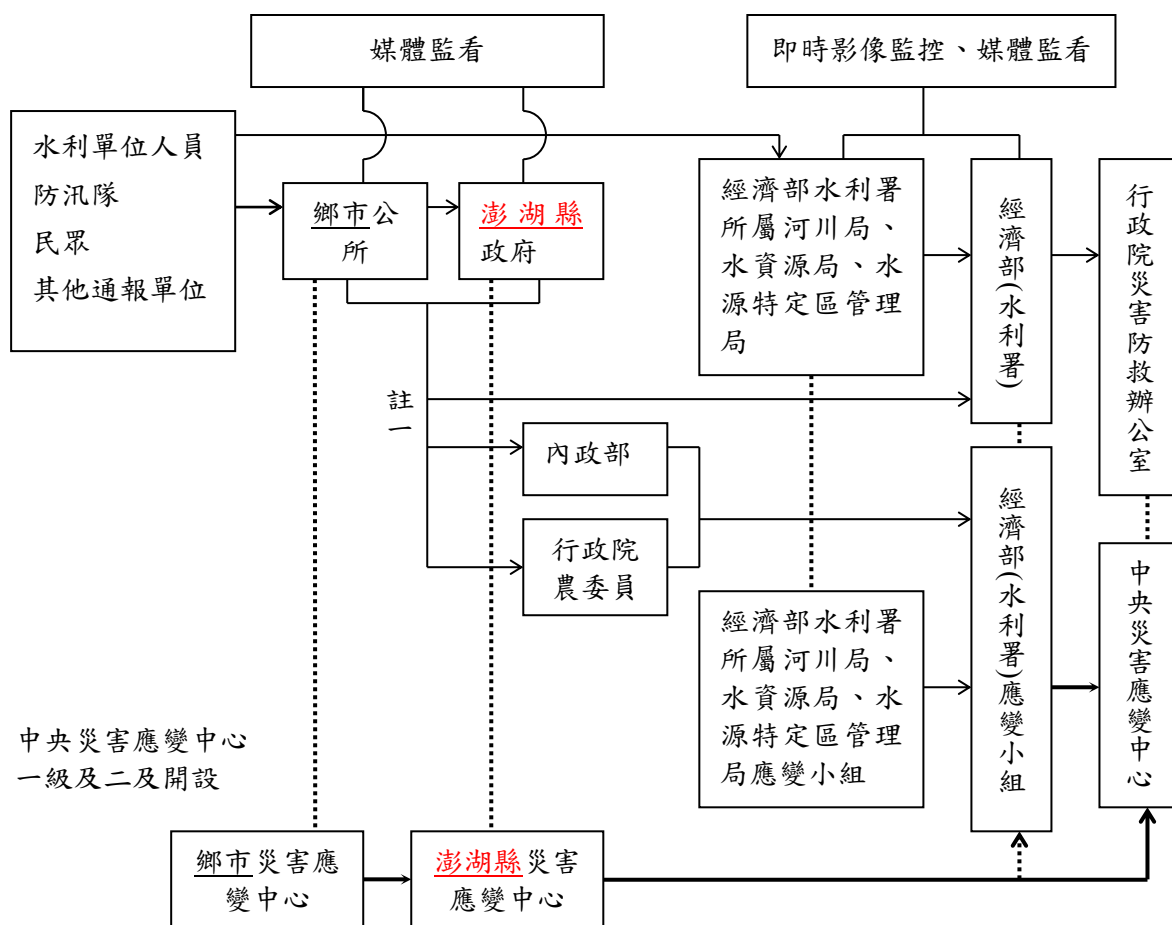 媒體監看
即時影像監控、媒體監看
水利單位人員
防汛隊
民眾
其他通報單位
鄉市公
所
澎湖縣
政府
經濟部水利署
所屬河川局、
水資源局、水
源特定區管理
局
經濟部(水利署)
行政院災害防救辦公室
註一
內政部
行政院
農委員
經濟部水利署
所屬河川局、
水資源局、水
源特定區管理
局應變小組
經濟部(水利署)應變小組
中央災害應變中心
中央災害應變中心
一級及二及開設
鄉市災害應
變中心
澎湖縣災害
應變中心